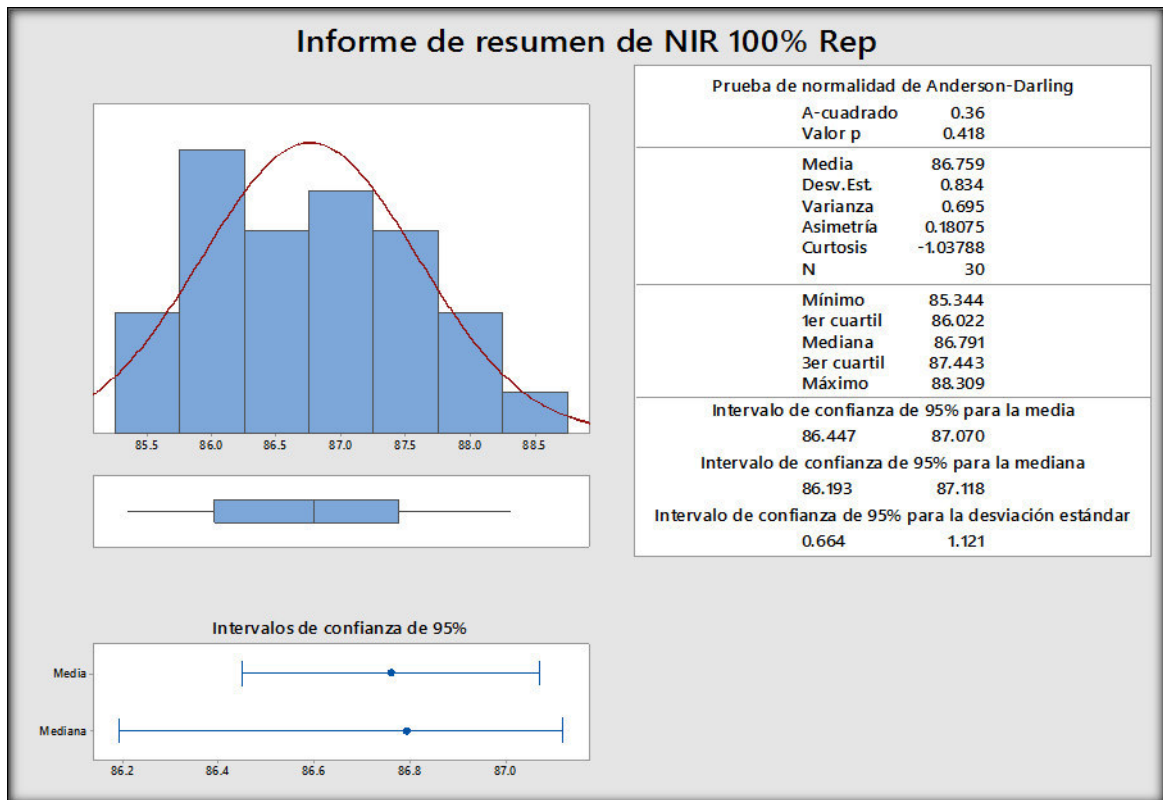 Informe de resumen de NIR 100% Rep
85.5 86.0 86.5 87.0 87.5 88.0 88.5
Intervalos de confianza de 95%
Media
Mediana
86.2 86.4 86.6 86.8 87.0
Prueba de normalidad de Anderson-Darling
A-cuadrado 0.36
Valor p 0.418
Media 86.759
Desv.Est. 0.834
Varianza 0.695
Asimetría 0.18075
Curtosis -1.03788
N 30
Mínimo 85.344
1er cuartil 86.022
Mediana 86.791
3er cuartil 87.443
Máximo 88.309
Intervalo de confianza de 95% para la media
86.447 87.070
Intervalo de confianza de 95% para la mediana
86.193 87.118
Intervalo de confianza de 95% para la desviación estándar
0.664 1.121